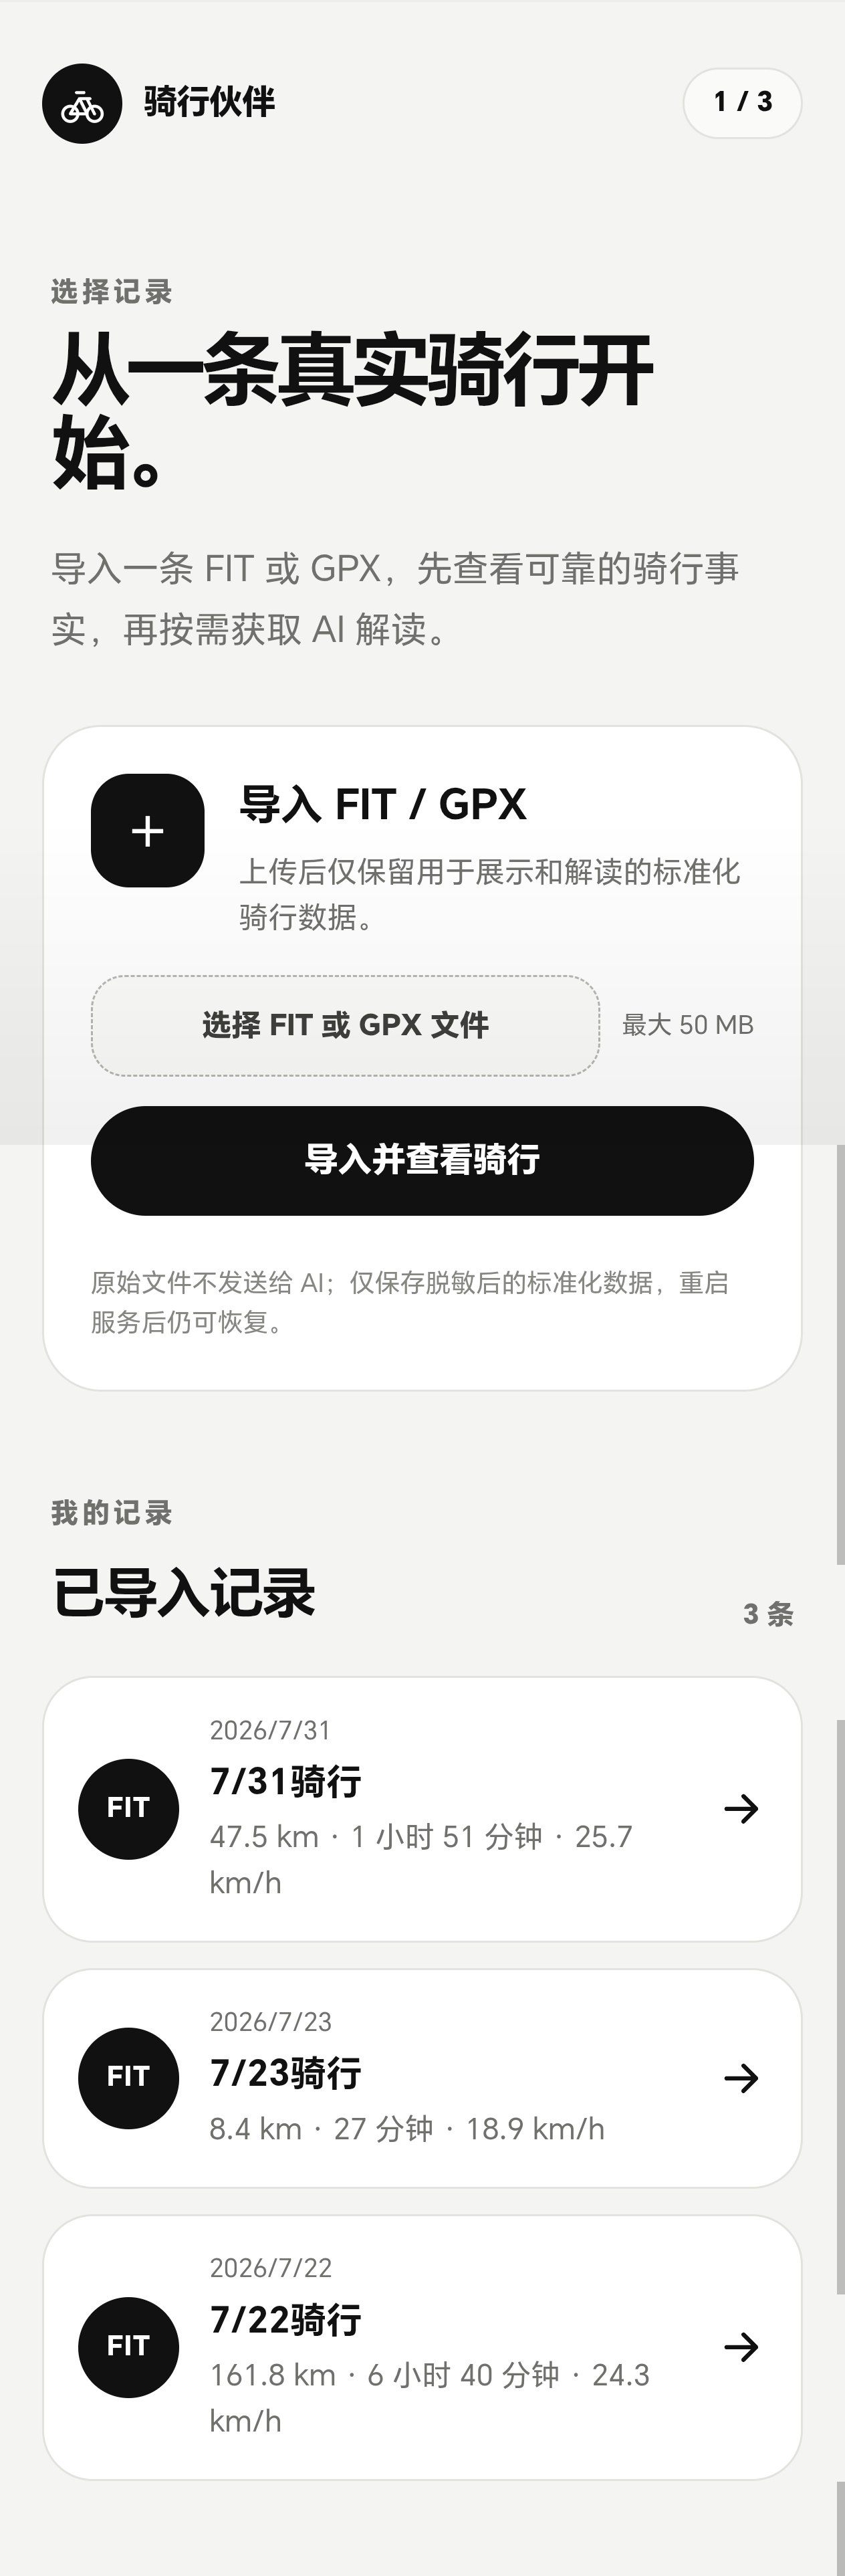 骑行伙伴
1 / 3
选择记录
从一条真实骑行开
始。
导入一条 FIT 或 GPX，先查看可靠的骑行事
实，再按需获取 AI 解读。
导入 FIT / GPX
上传后仅保留用于展示和解读的标准化
骑行数据。
选择 FIT 或 GPX 文件
最大 50 MB
导入并查看骑行
原始文件不发送给 AI；仅保存脱敏后的标准化数据，重启
服务后仍可恢复。
我的记录
已导入记录
3 条
2026/7/31
FIT
7/31骑行
47.5 km · 1 小时 51 分钟 · 25.7
km/h
2026/7/23
FIT
7/23骑行
8.4 km · 27 分钟 · 18.9 km/h
2026/7/22
FIT
7/22骑行
161.8 km · 6 小时 40 分钟 · 24.3
km/h